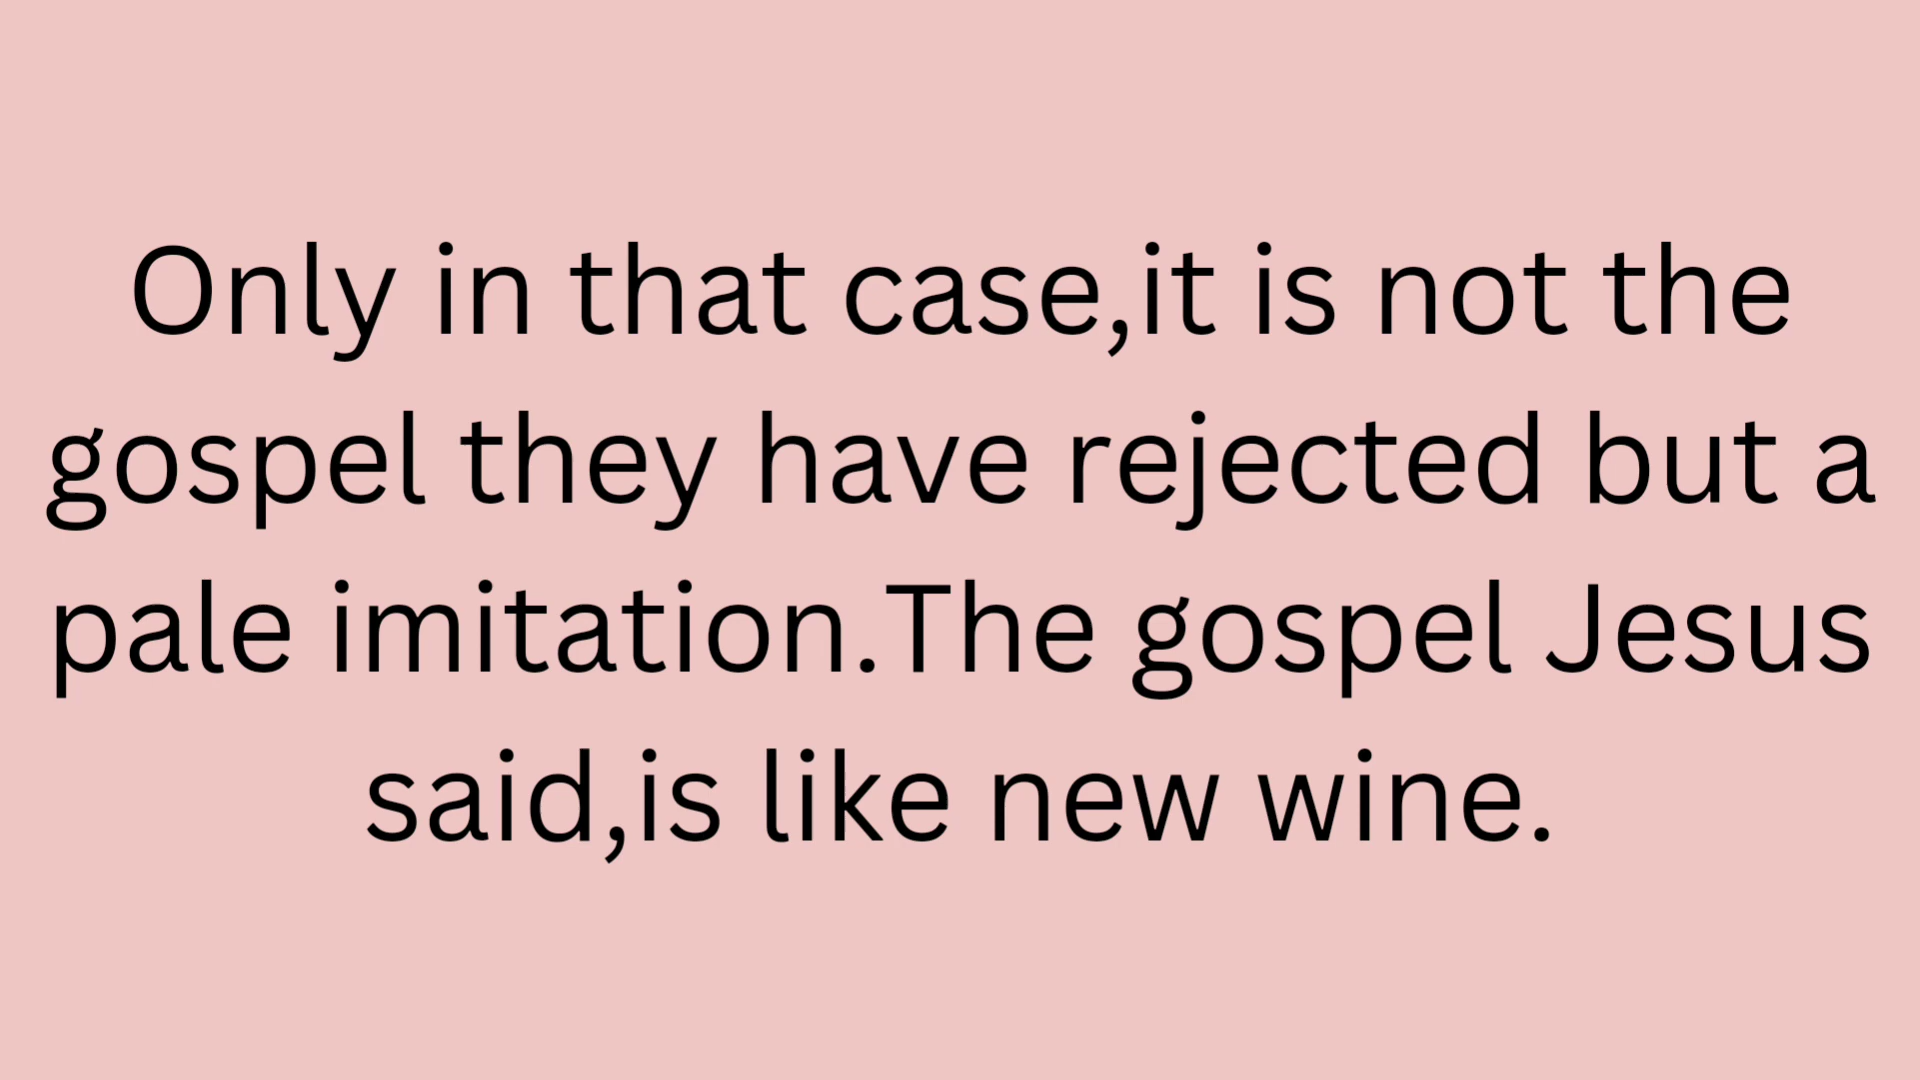 Only in that case,it is not the
gospel they have rejected but a
pale imitation.The gospel Jesus
said,is like new wine.